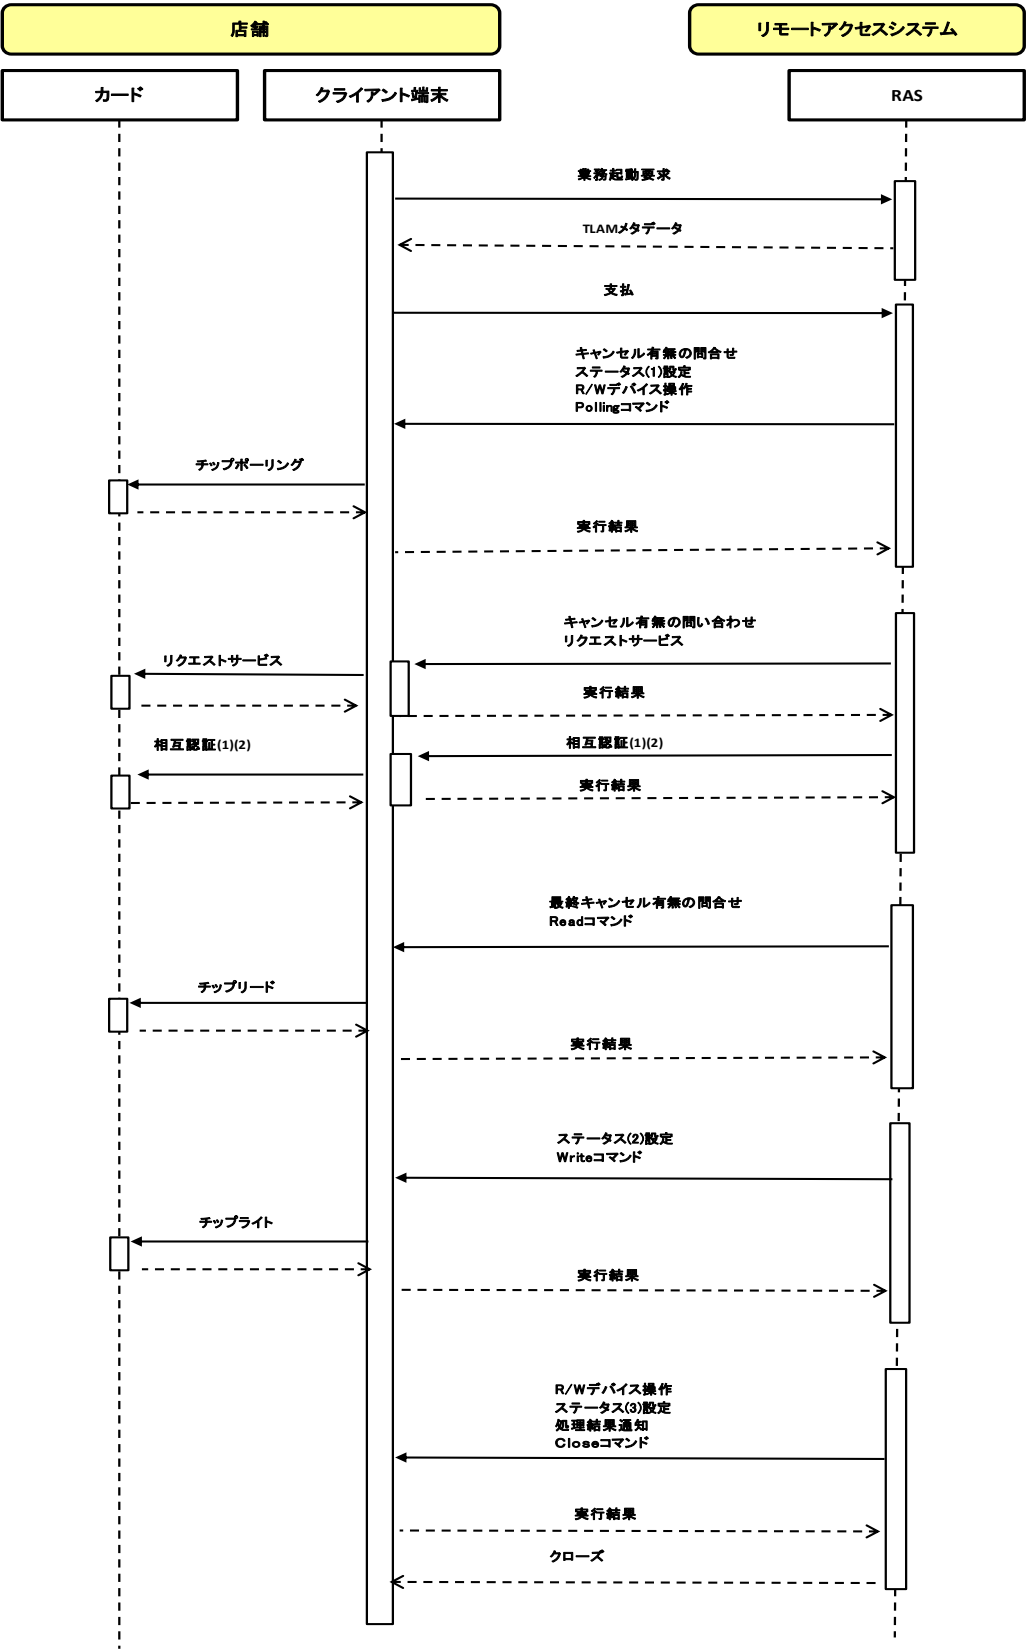 店舗
リモートアクセスシステム
カード
クライアント端末
RAS
業務起動要求
TLAMメタデータ
支払
キャンセル有無の問合せ
ステータス(1)設定
R/Wデバイス操作
Pollingコマンド
チップポーリング
実行結果
キャンセル有無の問い合わせ
リクエストサービス
リクエストサービス
実行結果
相互認証(1)(2)
相互認証(1)(2)
実行結果
最終キャンセル有無の問合せ
Readコマンド
チップリード
実行結果
ステータス(2)設定
Writeコマンド
チップライト
実行結果
R/Wデバイス操作
ステータス(3)設定
処理結果通知
Closeコマンド
実行結果
クローズ